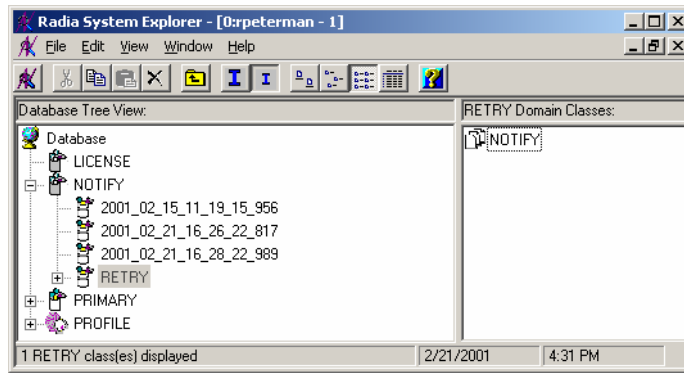 Radia System Explorer - [0:rpeterman - 1]
File Edit View Window Help
Database Tree View:
RETRY Domain Classes:
Database
LICENSE
NOTIFY
2001_02_15_11_19_15_956
2001_02_21_16_26_22_817
2001_02_21_16_28_22_989
RETRY
PRIMARY
PROFILE
NOTIFY
1 RETRY class(es) displayed
2/21/2001
4:31 PM